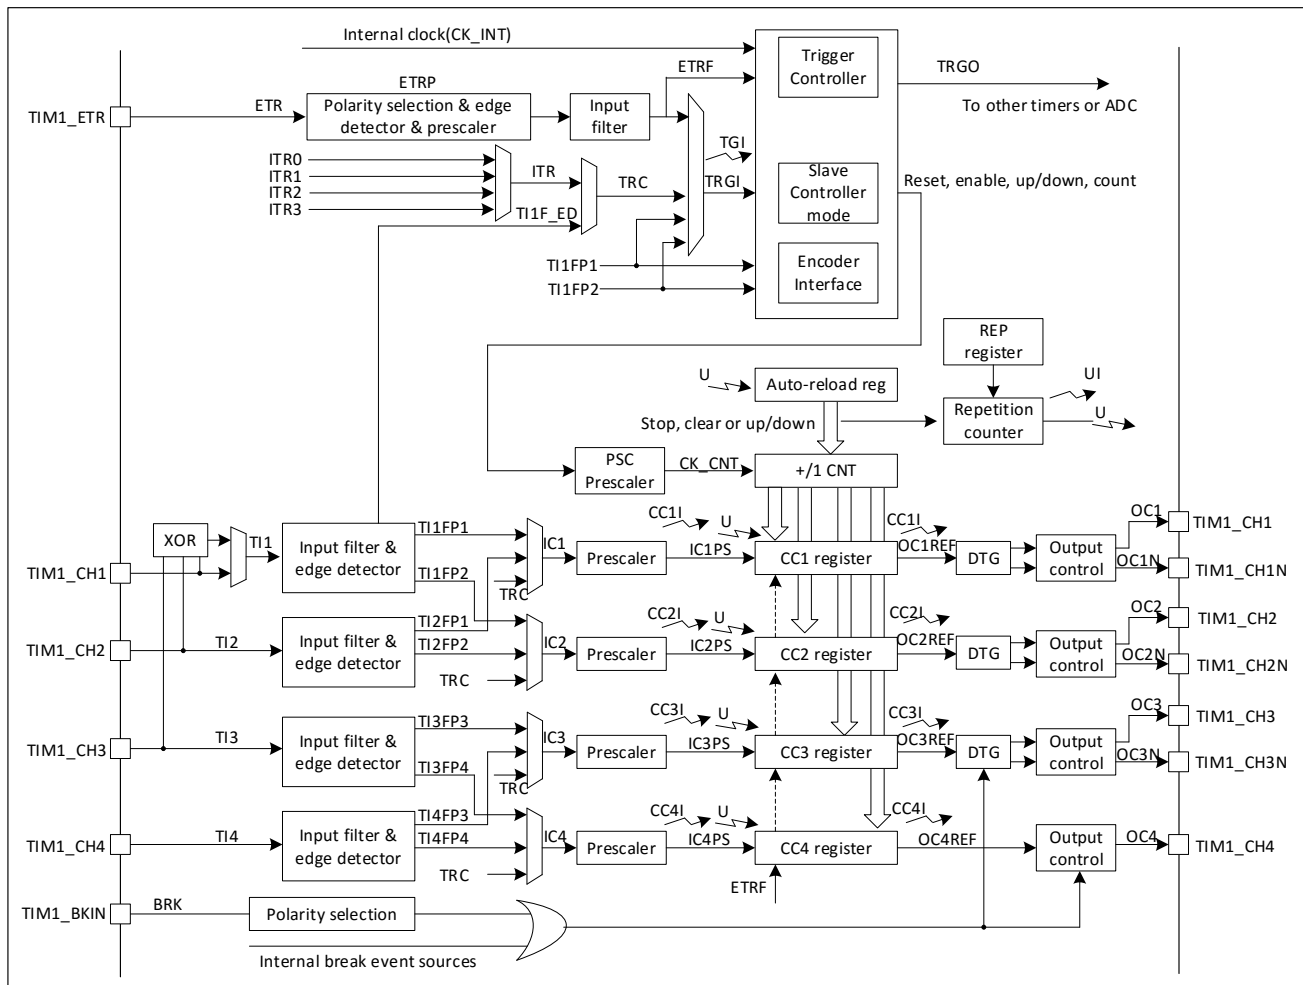 Internal clock(CK_INT)
Trigger
Controller
TRGO
To other timers or ADC
ETRF
ETRP
TIM1_ETR
ETR
Polarity selection & edge
detector & prescaler
Input
filter
TGI
ITR0
ITR1
ITR2
ITR3
ITR
TRC
TRGI
TI1F_ED
Slave
Controller
mode
Reset, enable, up/down, count
TI1FP1
TI1FP2
Encoder
Interface
REP
register
U
Auto-reload reg
UI
Repetition
counter
U
Stop, clear or up/down
PSC
Prescaler
CK_CNT
+/1 CNT
XOR
TI1
TIM1_CH1
Input filter &
edge detector
TI1FP1
TI1FP2
TRC
IC1
Prescaler
CC1I
U
IC1PS
CC1 register
CC1I
OC1REF
DTG
Output
control
OC1
OC1N
TIM1_CH1
TIM1_CH1N
TIM1_CH2
TI2
Input filter &
edge detector
TI2FP1
TI2FP2
TRC
IC2
Prescaler
CC2I
U
IC2PS
CC2 register
CC2I
OC2REF
DTG
Output
control
OC2
OC2N
TIM1_CH2
TIM1_CH2N
TIM1_CH3
TI3
Input filter &
edge detector
TI3FP3
TI3FP4
TRC
IC3
Prescaler
CC3I
U
IC3PS
CC3 register
CC3I
OC3REF
DTG
Output
control
OC3
OC3N
TIM1_CH3
TIM1_CH3N
TIM1_CH4
TI4
Input filter &
edge detector
TI4FP3
TI4FP4
TRC
IC4
Prescaler
CC4I
U
IC4PS
CC4 register
CC4I
OC4REF
Output
control
OC4
TIM1_CH4
ETRF
TIM1_BKIN
BRK
Polarity selection
Internal break event sources